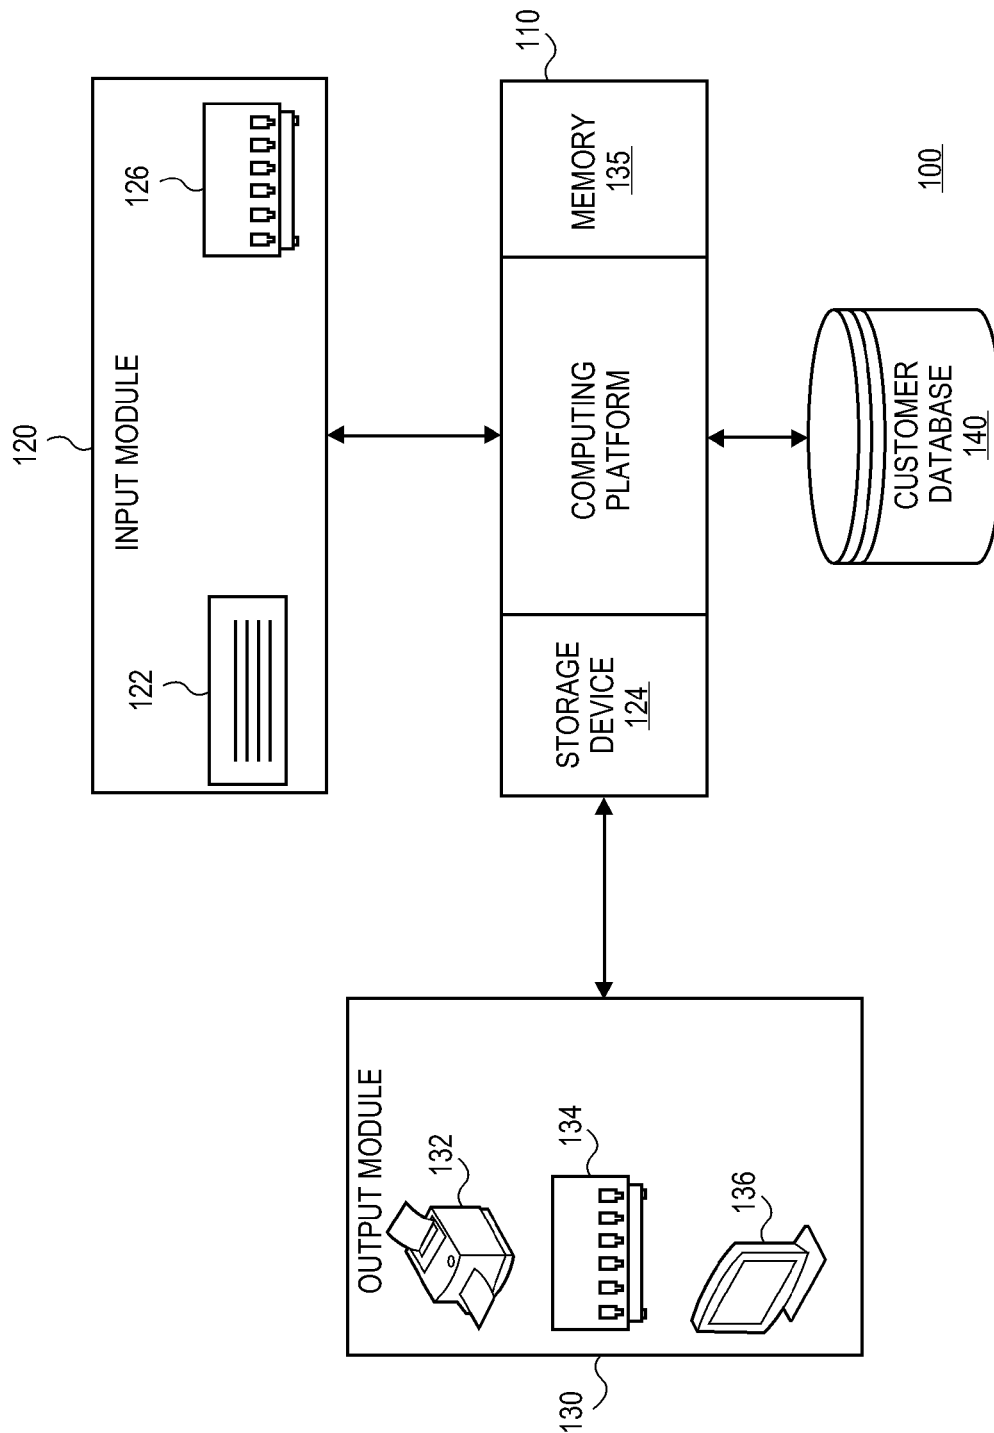 120
INPUT MODULE
122
126
110
STORAGE
DEVICE
124
COMPUTING
PLATFORM
MEMORY
135
OUTPUT MODULE
132
134
136
130
CUSTOMER
DATABASE
140
100